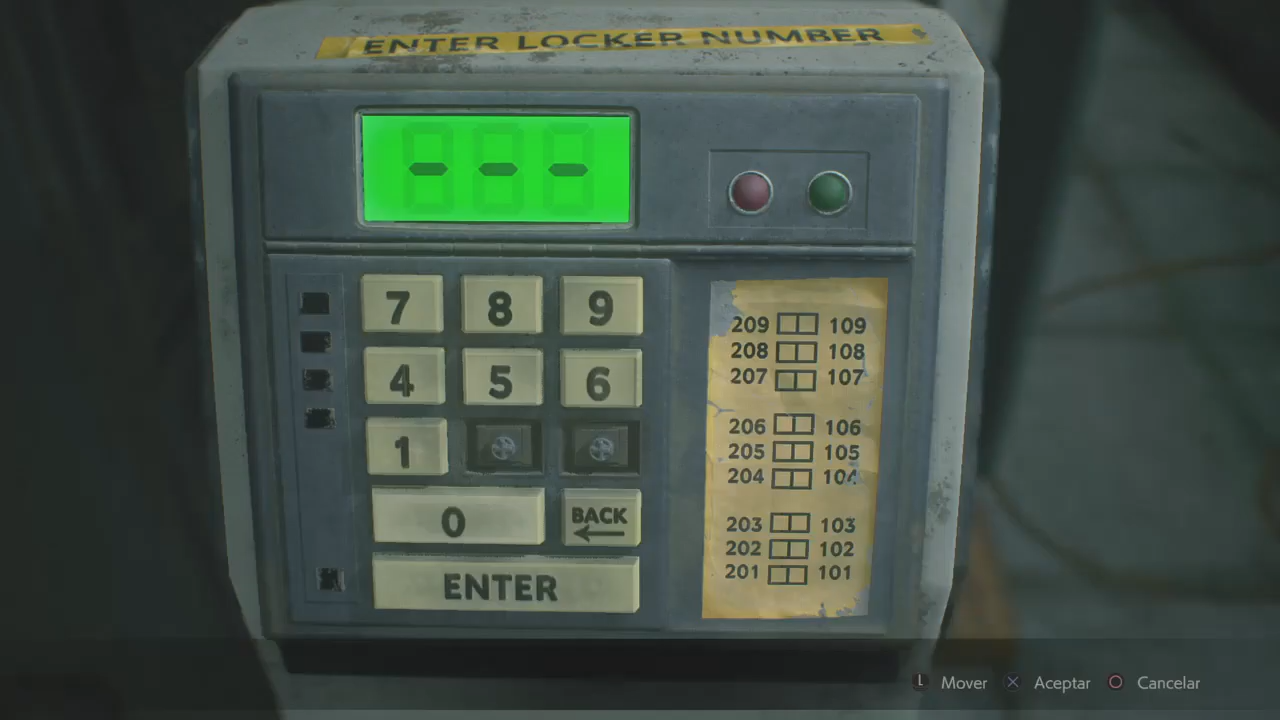 ENTER LOCKER NUMBER
- - -
7 8 9
4 5 6
1
0 BACK
ENTER
209 109
208 108
207 107
206 106
205 105
204 104
203 103
202 102
201 101
L Mover Aceptar Cancelar